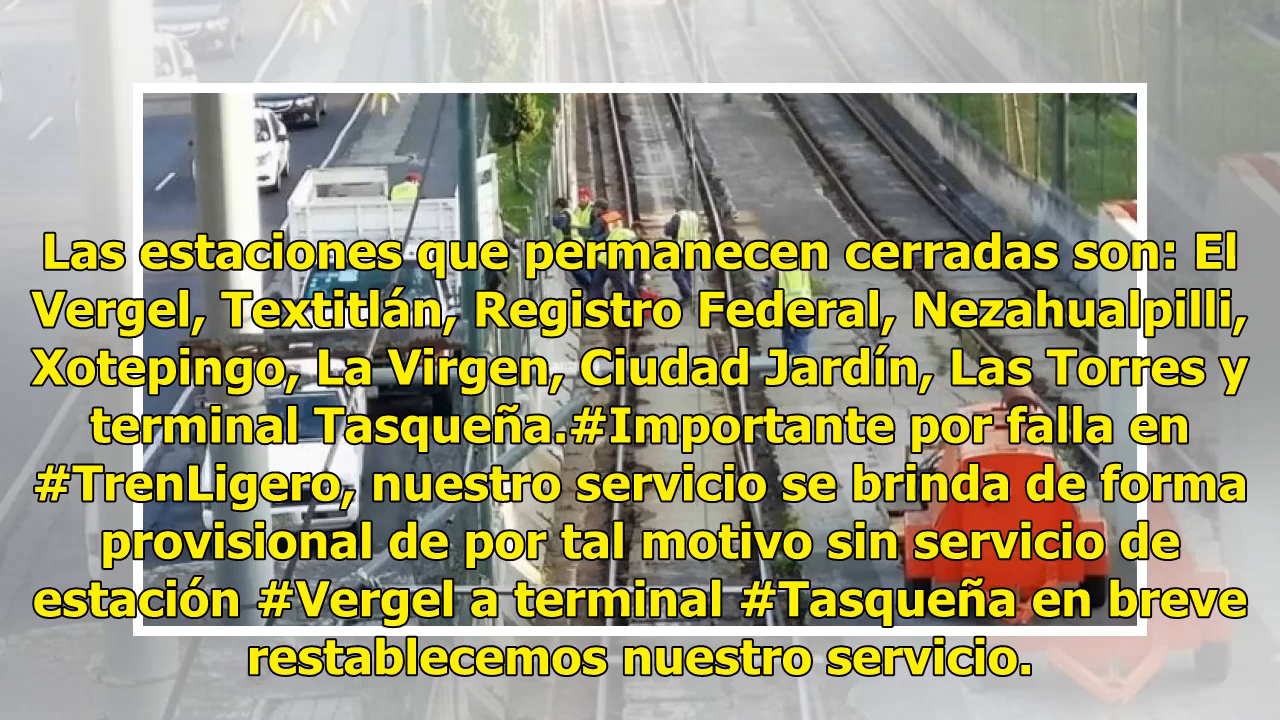 Las estaciones que permanecen cerradas son: El
Vergel, Textitlán, Registro Federal, Nezahualpilli,
Xotepingo, La Virgen, Ciudad Jardín, Las Torres y
terminal Tasqueña.#Importante por falla en
#TrenLigero, nuestro servicio se brinda de forma
provisional de por tal motivo sin servicio de
estación #Vergel a terminal #Tasqueña en breve
restablecemos nuestro servicio.